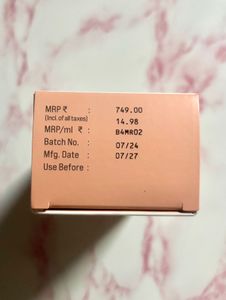 MRP ₹ : 749.00
(Incl. of all taxes)
MRP/ml ₹ : 14.98
Batch No. : B4MR02
Mfg. Date : 07/24
Use Before : 07/27